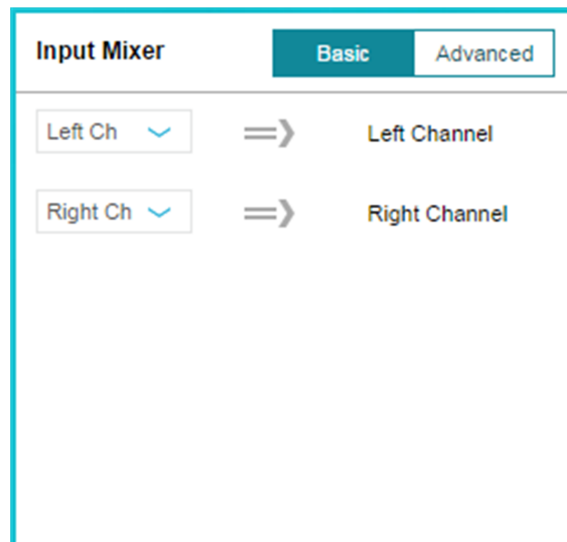 Input Mixer Basic Advanced
Left Ch Left Channel
Right Ch Right Channel